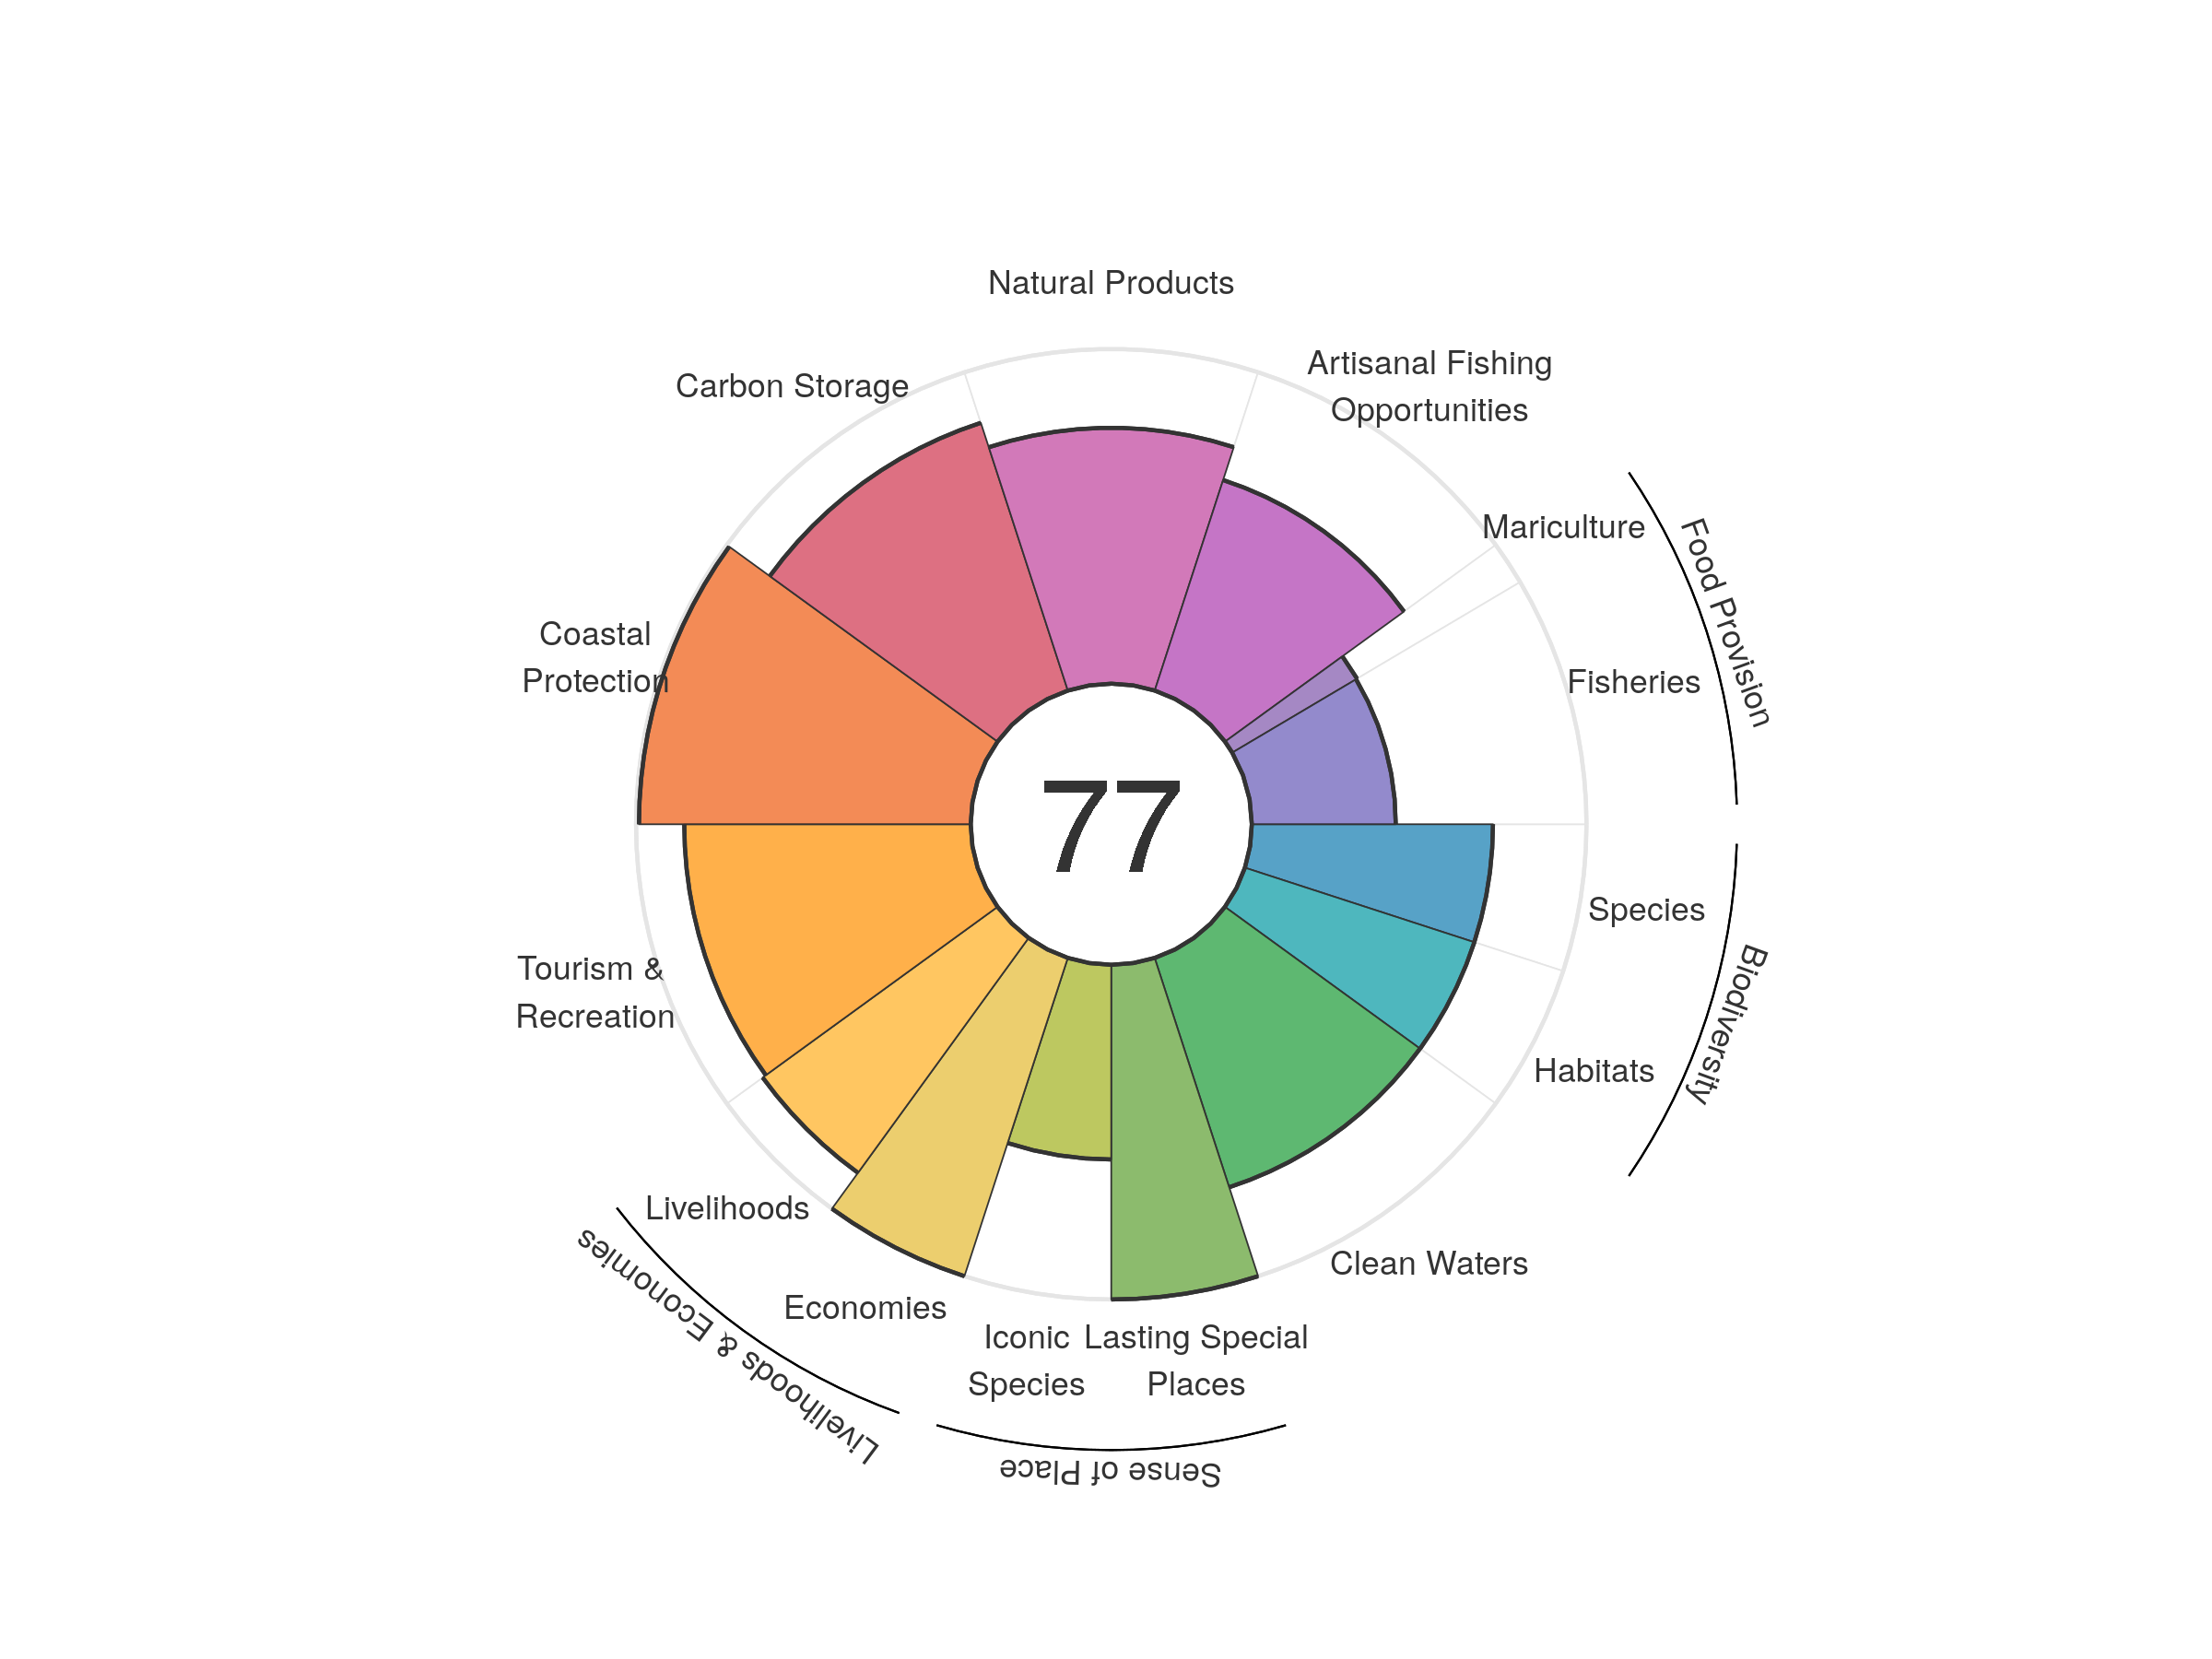 Natural Products
Artisanal Fishing
Opportunities
Carbon Storage
Mariculture
Food Provision
Fisheries
Coastal
Protection
77
Species
Biodiversity
Habitats
Tourism &
Recreation
Livelihoods
Livelihoods & Economies
Clean Waters
Economies
Iconic
Species
Lasting Special
Places
Sense of Place